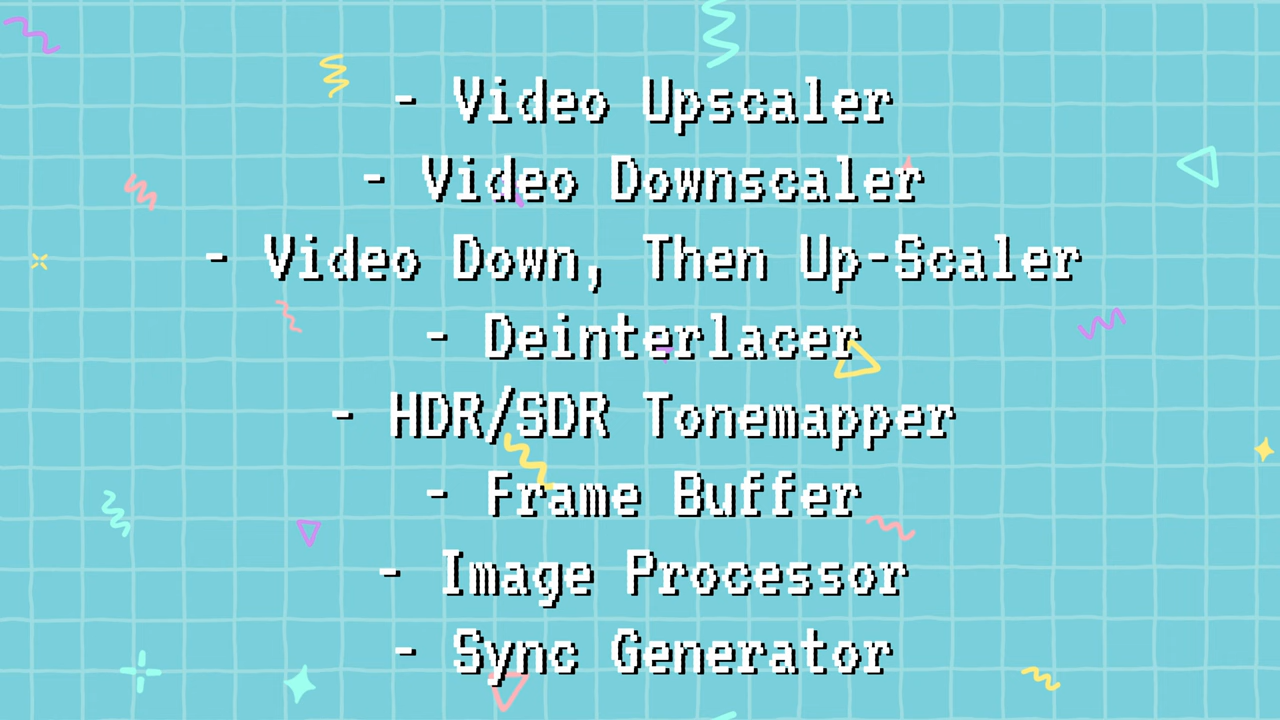 - Video Upscaler
- Video Downscaler
- Video Down, Then Up-Scaler
- Deinterlacer
- HDR/SDR Tonemapper
- Frame Buffer
- Image Processor
- Sync Generator